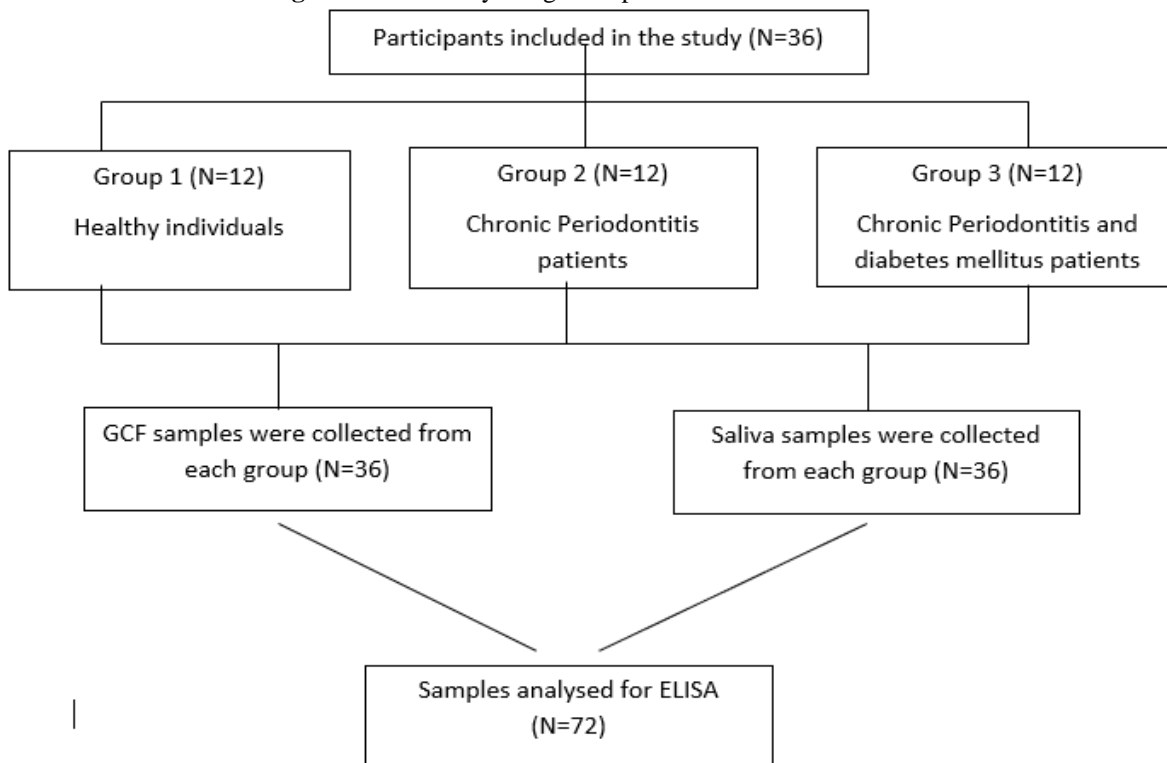 Participants included in the study (N=36)
Group 1 (N=12)
Healthy individuals
Group 2 (N=12)
Chronic Periodontitis
patients
Group 3 (N=12)
Chronic Periodontitis and
diabetes mellitus patients
GCF samples were collected from
each group (N=36)
Saliva samples were collected
from each group (N=36)
Samples analysed for ELISA
(N=72)